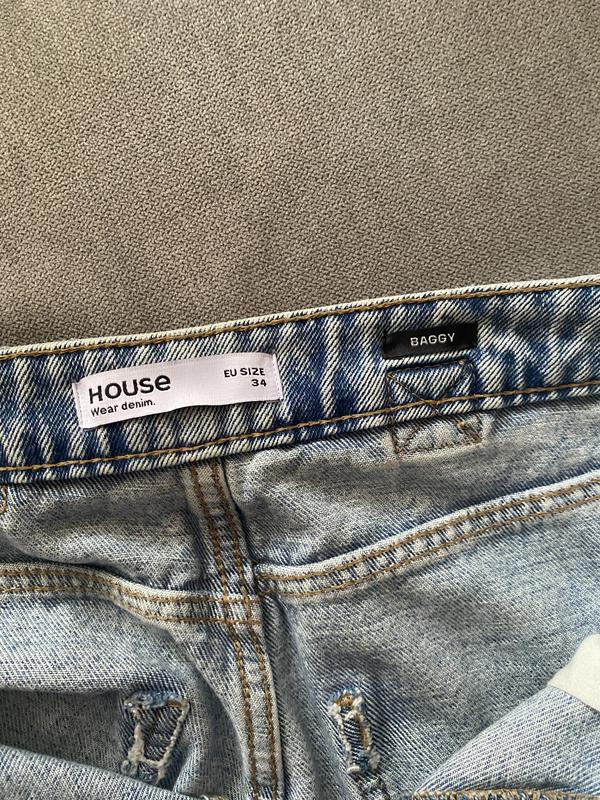 House
Wear denim.
EU SIZE
34
BAGGY